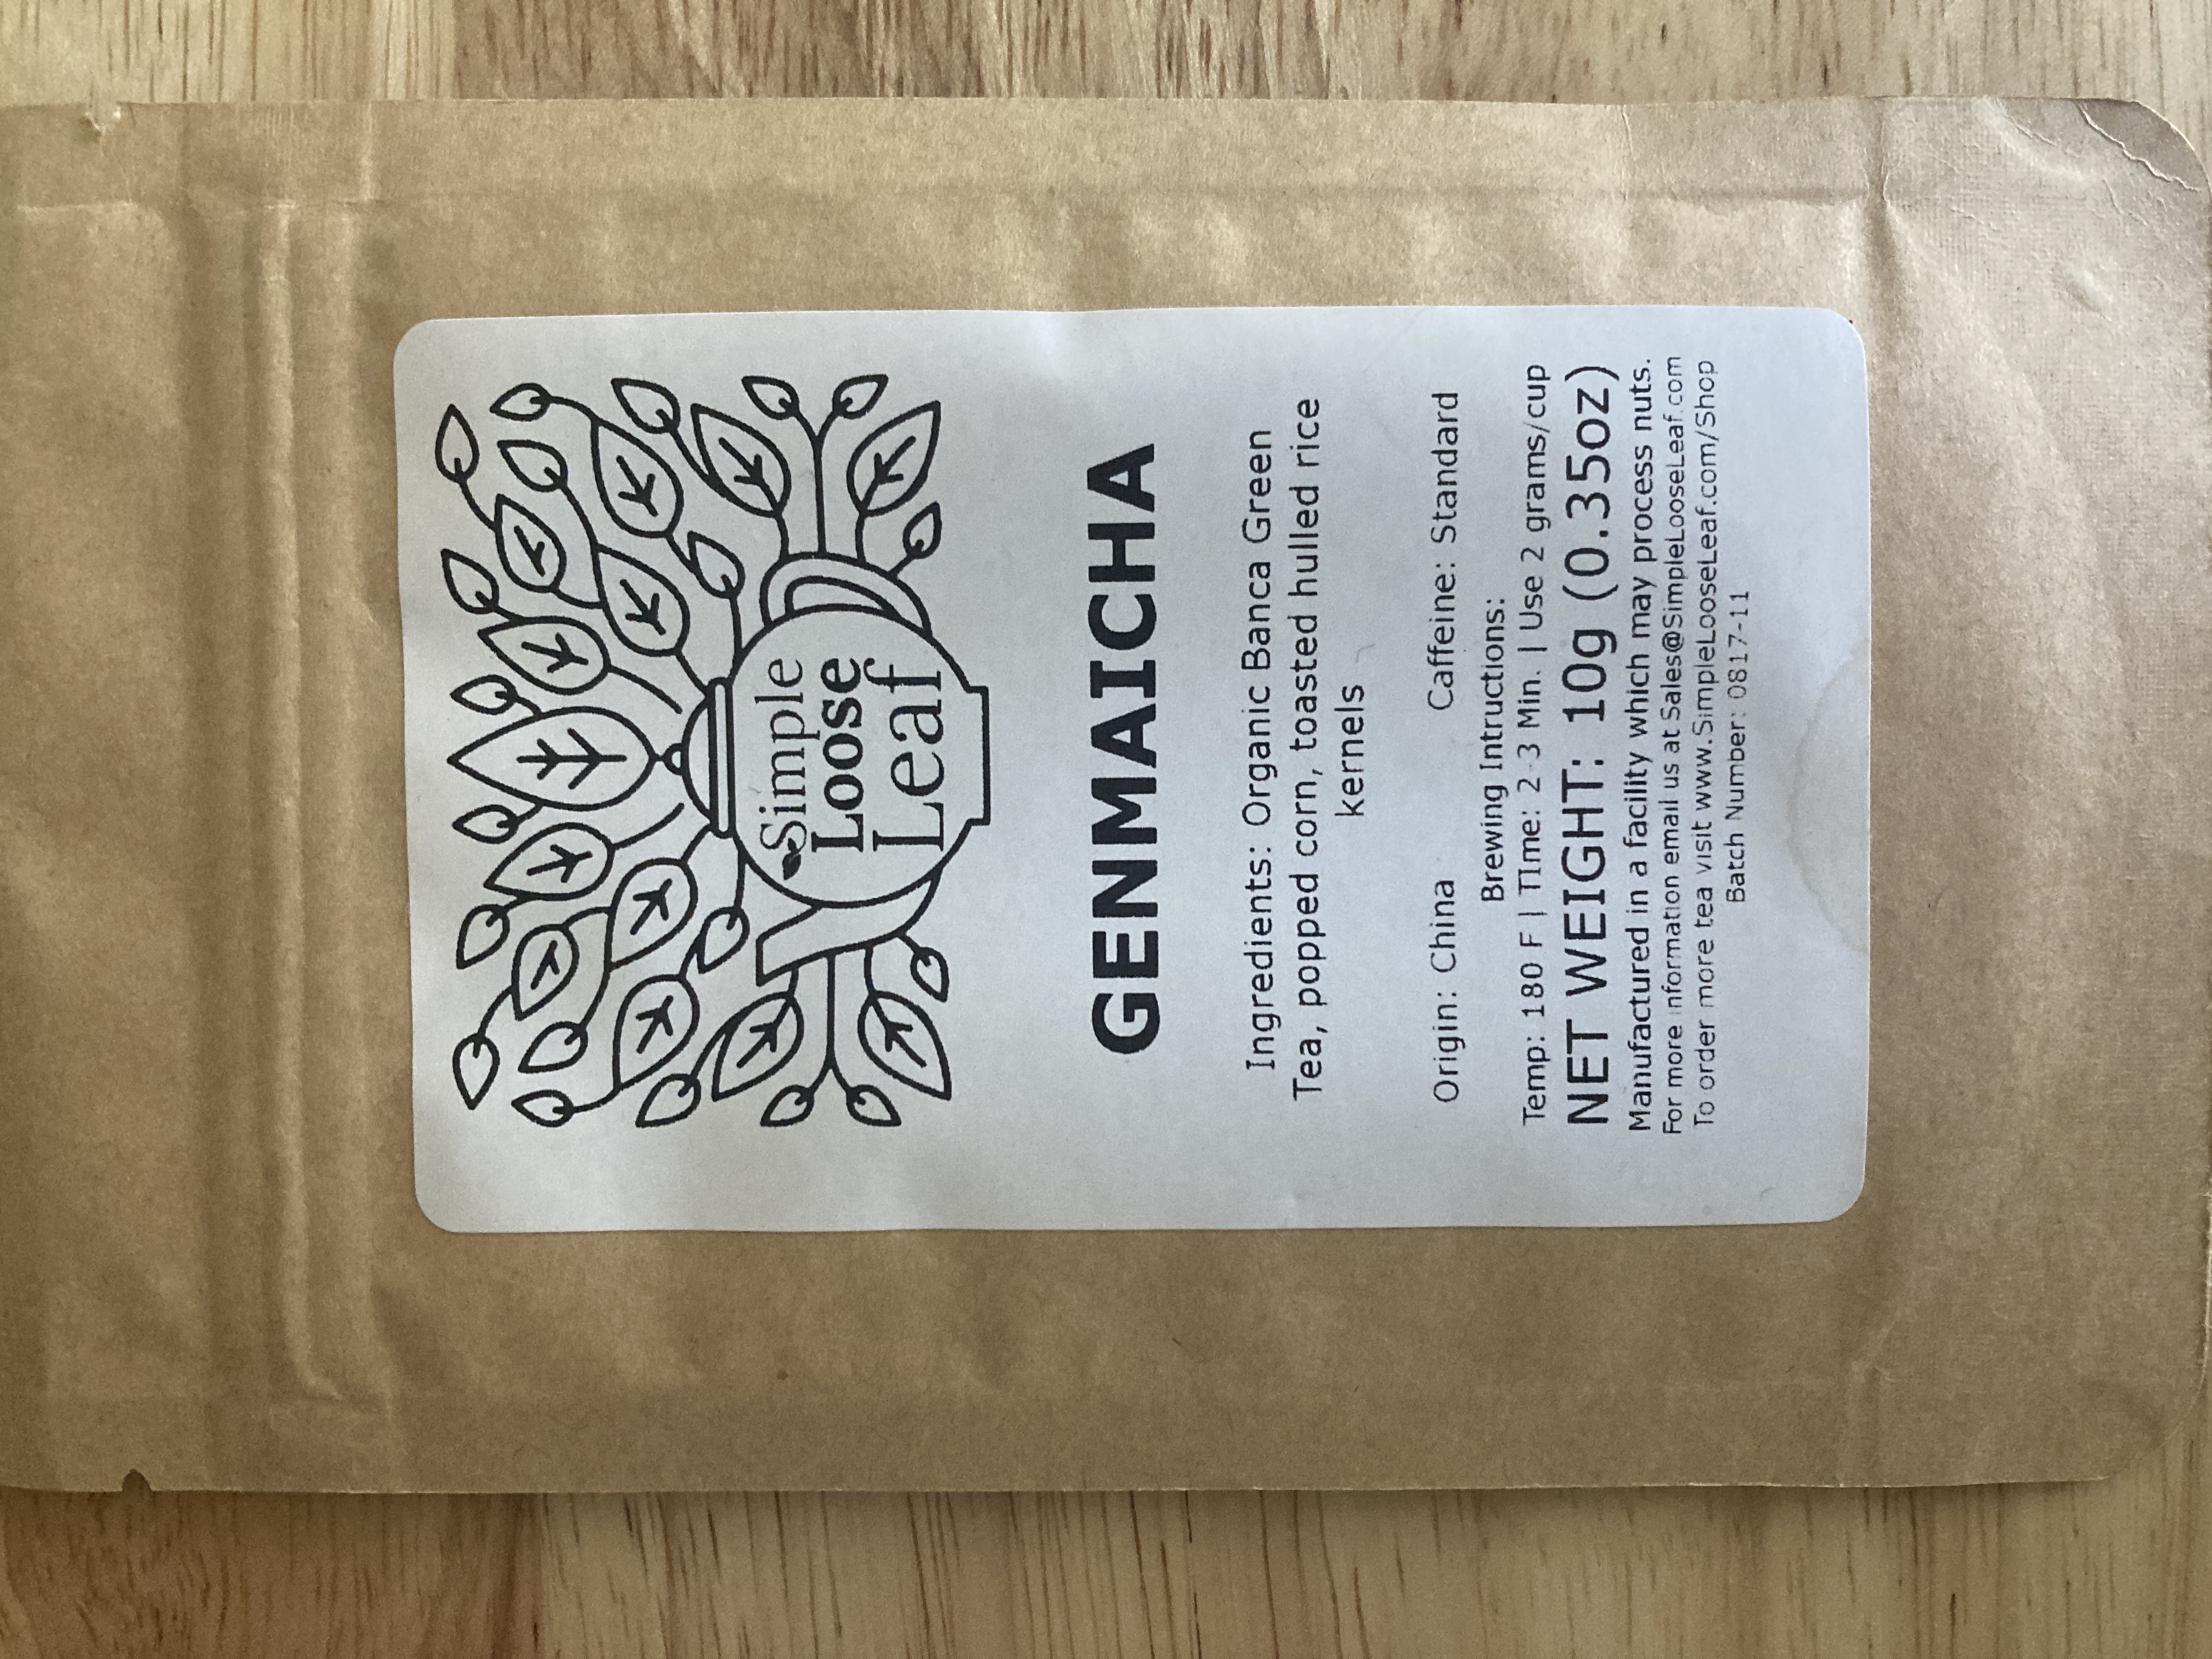 Simple
Loose
Leaf
GENMAICHA
Ingredients: Organic Banca Green
Tea, popped corn, toasted hulled rice
kernels
Origin: China Caffeine: Standard
Brewing Intructions:
Temp: 180 F | TIme: 2-3 Min. | Use 2 grams/cup
NET WEIGHT: 10g (0.35oz)
Manufactured in a facility which may process nuts.
For more information email us at Sales@SimpleLooseLeaf.com
To order more tea visit www.SimpleLooseLeaf.com/Shop
Batch Number: 0817-11